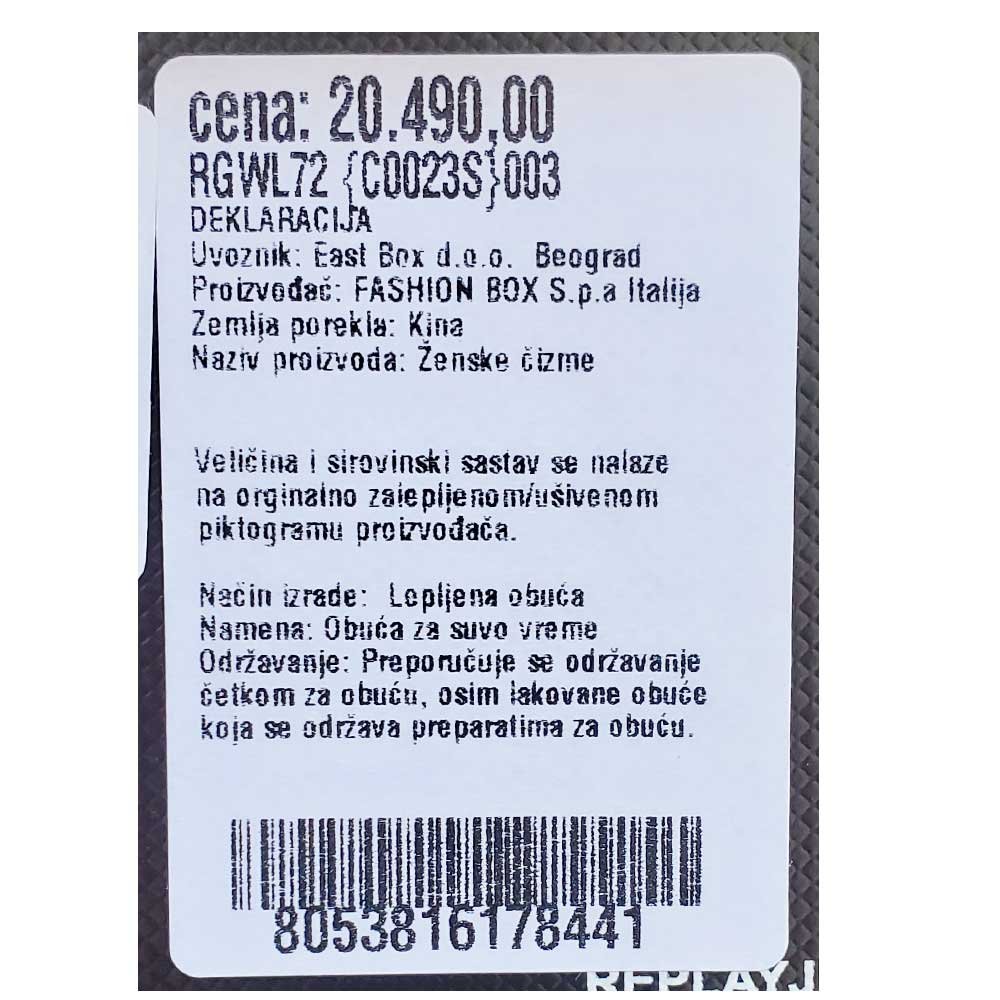 cena: 20.490,00
RGWL72 {C0023S}003
DEKLARACIJA
Uvoznik: East Box d.o.o. Beograd
Proizvođač: FASHION BOX S.p.a Italija
Zemlja porekla: Kina
Naziv proizvoda: Ženske čizme
Veličina i sirovinski sastav se nalaze
na orginalno zalepljenom/ušivenom
piktogramu proizvođača.
Način izrade: Lepljena obuća
Namena: Obuća za suvo vreme
Održavanje: Preporučuje se održavanje
četkom za obuću, osim lakovane obuće
koja se održava preparatima za obuću.
8053816178441
REPLAYJ